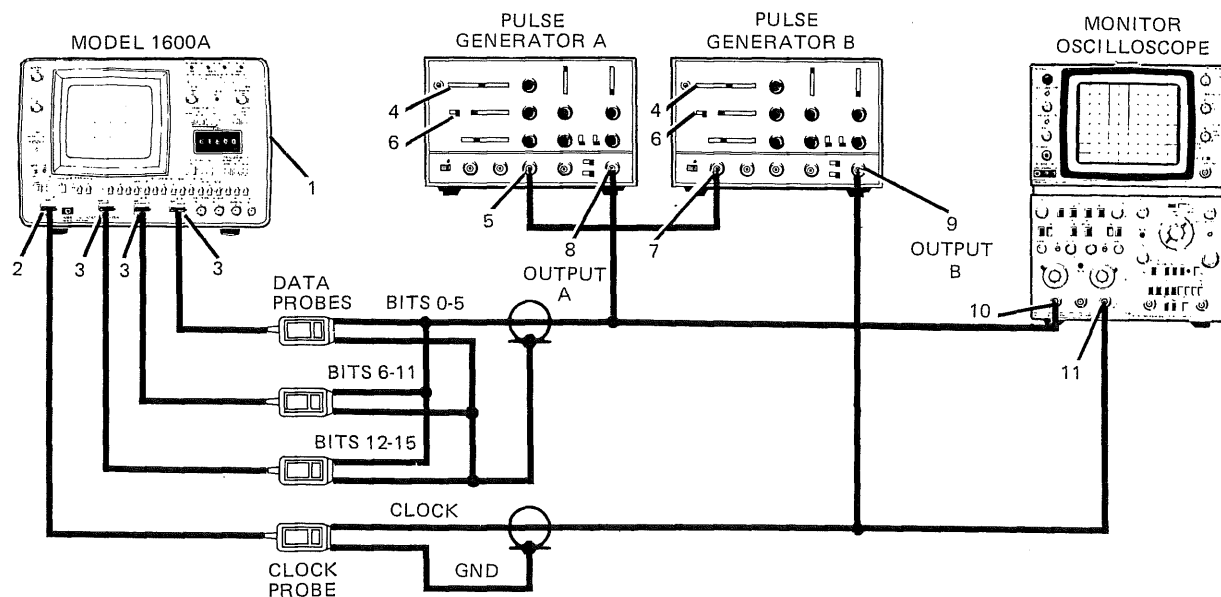 PULSE
GENERATOR A
PULSE
GENERATOR B
MONITOR
OSCILLOSCOPE
MODEL 1600A
4
6
4
6
1
5
8
7
9
2
3
3
3
OUTPUT
A
OUTPUT
B
DATA
PROBES
BITS 0-5
10
11
BITS 6-11
BITS 12-15
CLOCK
GND
CLOCK
PROBE